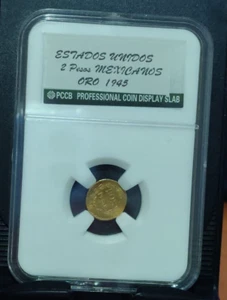 ESTADOS UNIDOS
2 Pesos MEXICANOS
ORO 1945
PCCB PROFESSIONAL COIN DISPLAY SLAB